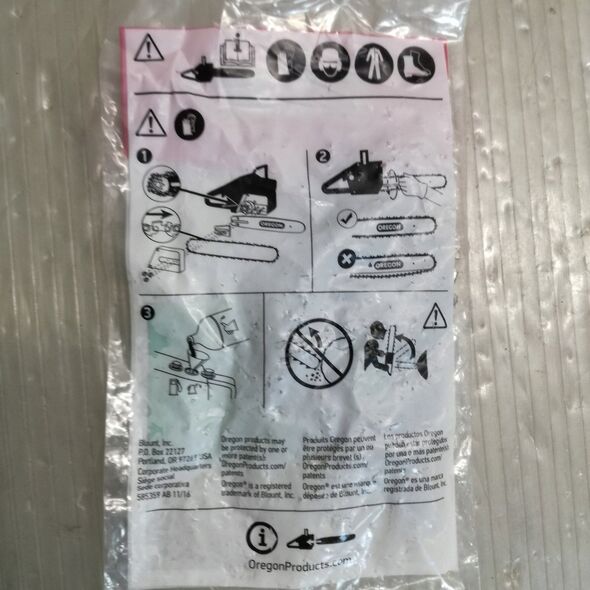 1
2
OREGON
OREGON
OREGON
3
Blount, Inc.
P.O. Box 22127
Portland, OR 97269 USA
Corporate Headquarters
Siège social
Sede corporativa
585359 AB 11/16
Oregon products may
be protected by one or
more patents:
OregonProducts.com/
patents
Oregon® is a registered
trademark of Blount, Inc.
Produits Oregon peuvent
être protégés par un ou
plusieurs brevet (s) :
OregonProducts.com/
patents
Oregon® est une marque
déposée de Blount, Inc.
Los productos Oregon
pueden estar protegidos
por una o más patentes:
OregonProducts.com/
patents
Oregon® es una marca
registrada de Blount, Inc.
OregonProducts.com